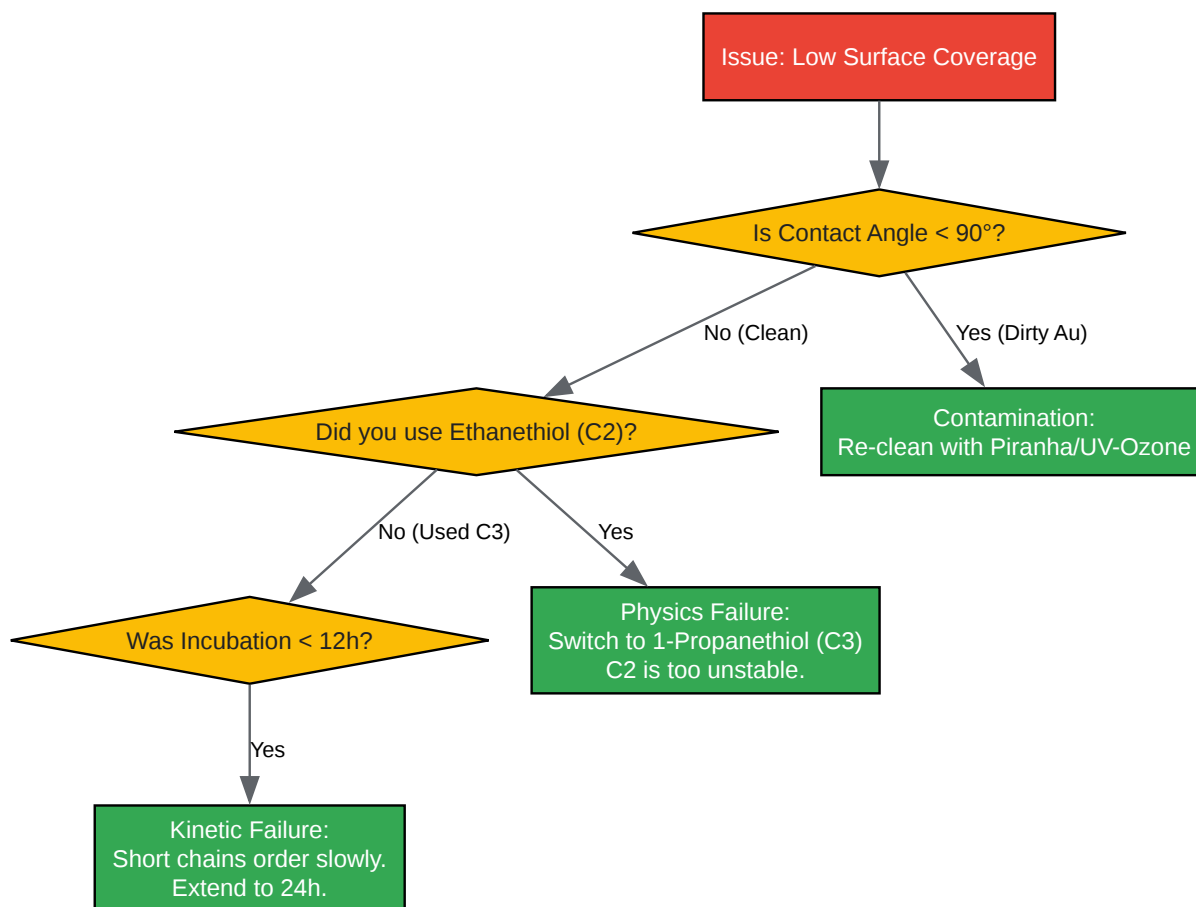 Issue: Low Surface Coverage
Is Contact Angle < 90°?
No (Clean)
Yes (Dirty Au)
Did you use Ethanethiol (C2)?
Contamination:
Re-clean with Piranha/UV-Ozone
No (Used C3)
Yes
Was Incubation < 12h?
Physics Failure:
Switch to 1-Propanethiol (C3)
C2 is too unstable.
Yes
Kinetic Failure:
Short chains order slowly.
Extend to 24h.